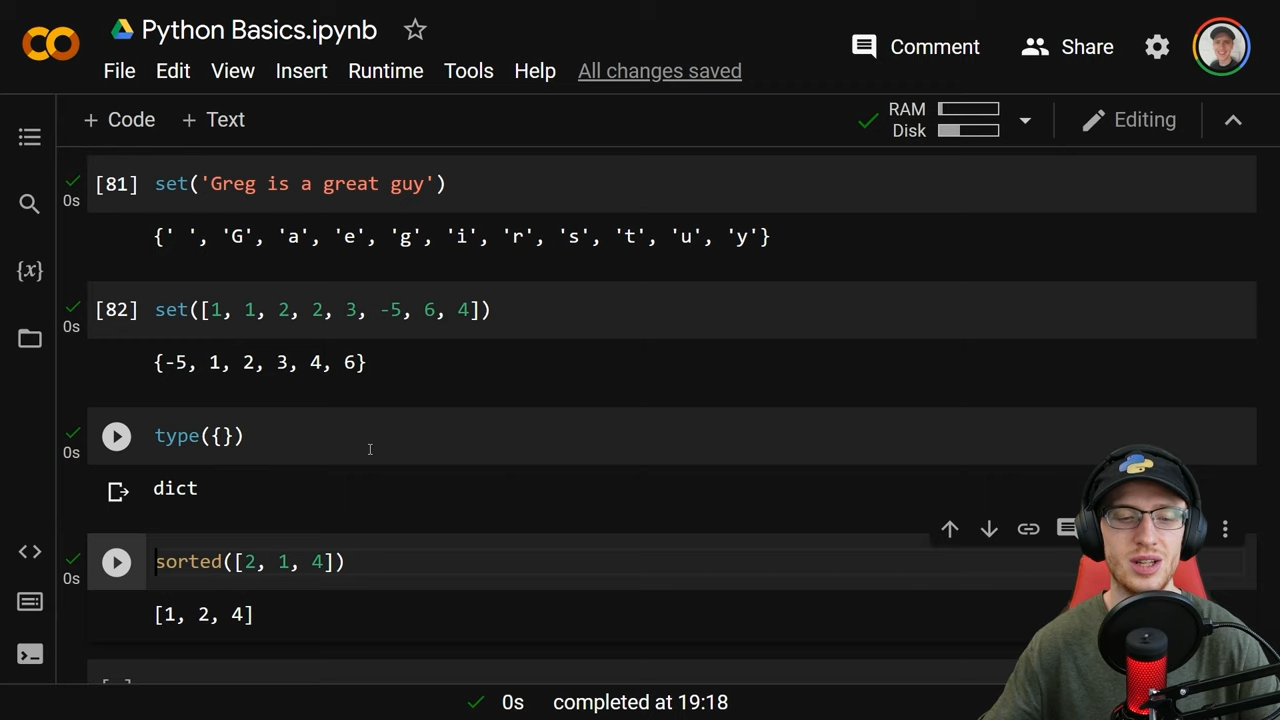 Python Basics.ipynb
Comment
Share
File Edit View Insert Runtime Tools Help All changes saved
+ Code + Text
RAM
Disk
Editing
[81] set('Greg is a great guy')
0s
{' ', 'G', 'a', 'e', 'g', 'i', 'r', 's', 't', 'u', 'y'}
{x}
[82] set([1, 1, 2, 2, 3, -5, 6, 4])
0s
{-5, 1, 2, 3, 4, 6}
type({})
0s
dict
sorted([2, 1, 4])
0s
[1, 2, 4]
0s completed at 19:18